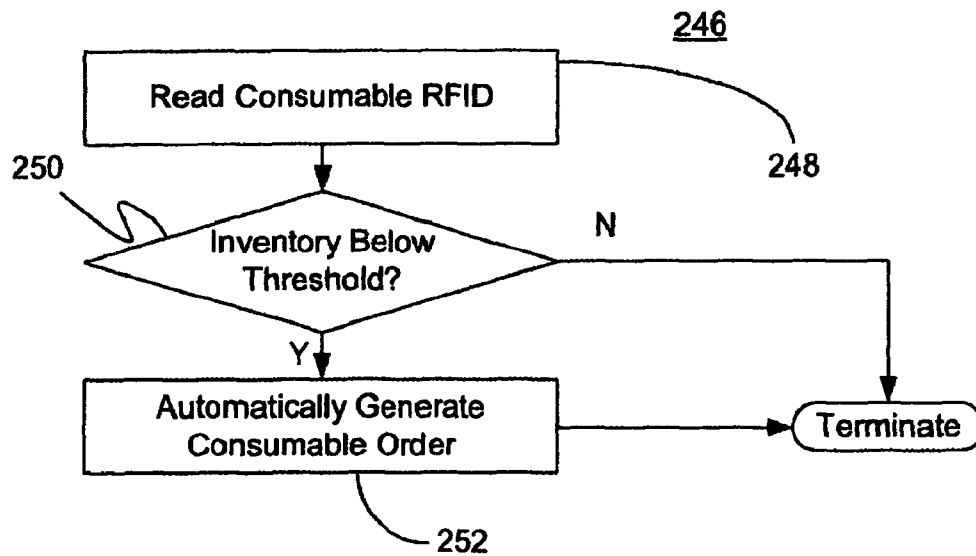 246
Read Consumable RFID
248
250
Inventory Below
Threshold?
N
Y
Automatically Generate
Consumable Order
Terminate
252